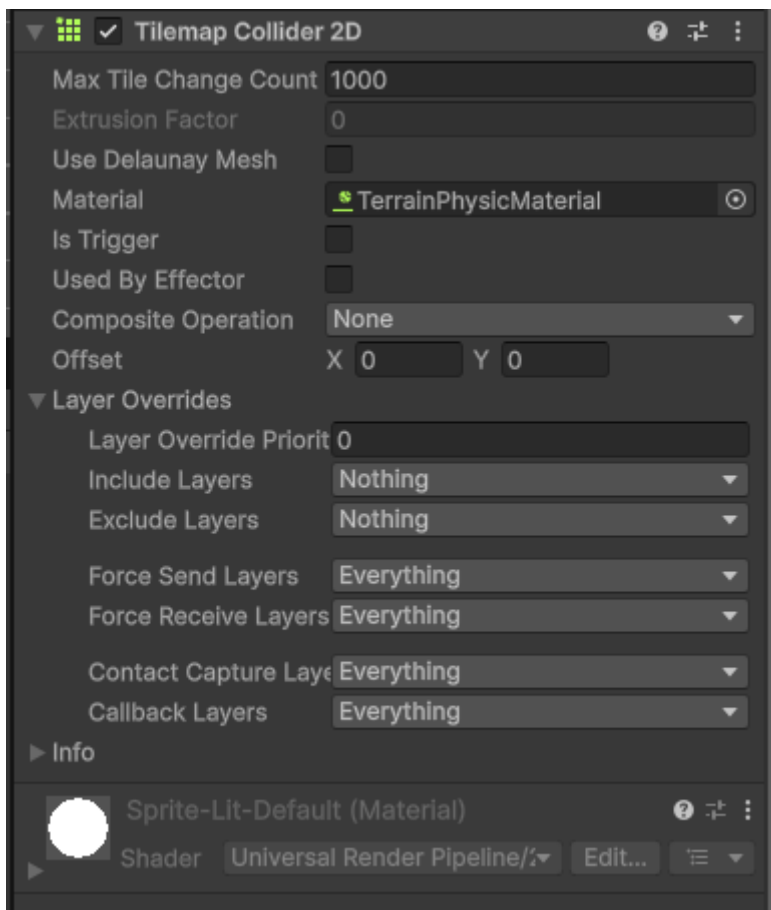 Tilemap Collider 2D
Max Tile Change Count 1000
Extrusion Factor 0
Use Delaunay Mesh
Material TerrainPhysicMaterial
Is Trigger
Used By Effector
Composite Operation None
Offset X 0 Y 0
Layer Overrides
Layer Override Priorit 0
Include Layers Nothing
Exclude Layers Nothing
Force Send Layers Everything
Force Receive Layers Everything
Contact Capture Laye Everything
Callback Layers Everything
Info
Sprite-Lit-Default (Material)
Shader Universal Render Pipeline/2 Edit...